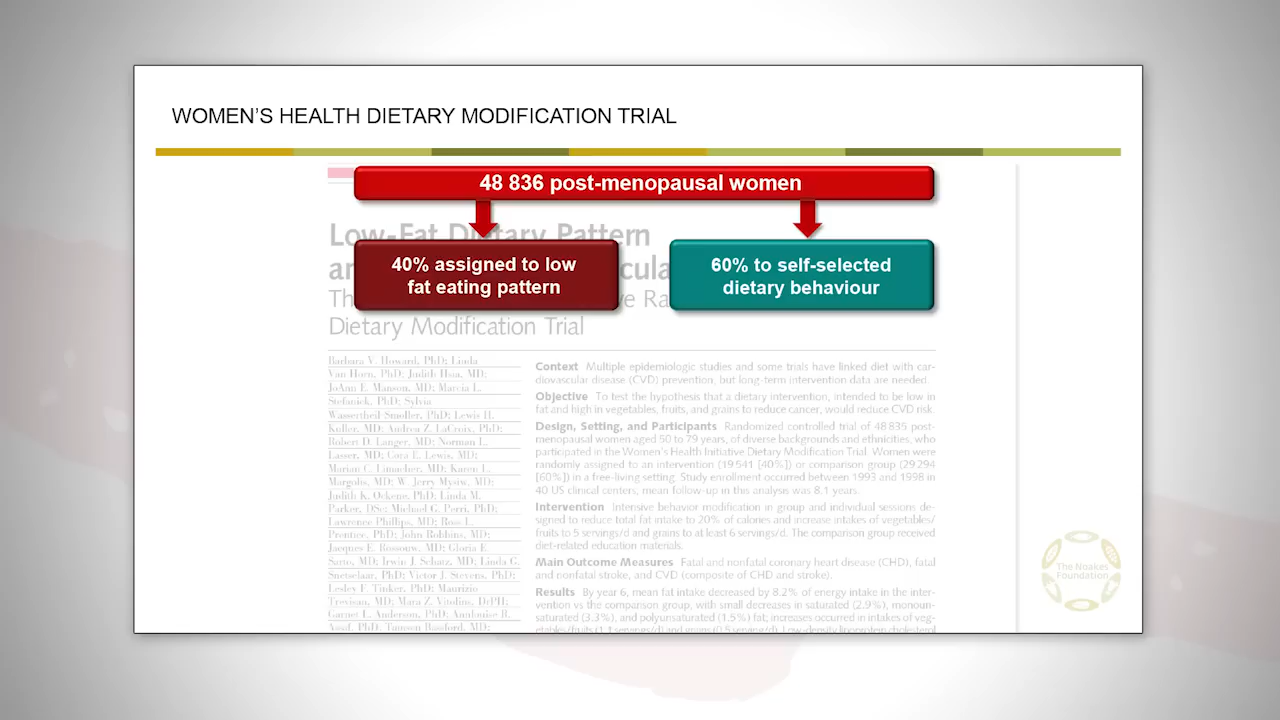 WOMEN'S HEALTH DIETARY MODIFICATION TRIAL
48 836 post-menopausal women
Low-Fat Dietary Pattern
40% assigned to low
fat eating pattern
60% to self-selected
dietary behaviour
Dietary Modification Trial
Barbara V. Howard, PhD; Linda
Van Horn, PhD; Judith Hsia, MD;
JoAnn E. Manson, MD; Marcia L.
Stefanick, PhD; Sylvia
Wassertheil-Smoller, PhD; Lewis H.
Kuller, MD; Andrea Z. LaCroix, PhD;
Robert D. Langer, MD; Norman L.
Lasser, MD; Cora E. Lewis, MD;
Marian C. Limacher, MD; Karen L.
Margolis, MD; W. Jerry Mysiw, MD;
Judith K. Ockene, PhD; Linda M.
Parker, DSc; Michael G. Perri, PhD;
Lawrence Phillips, MD; Ross L.
Prentice, PhD; John Robbins, MD;
Jacques E. Rossouw, MD; Gloria E.
Sarto, MD; Irwin J. Schatz, MD; Linda G.
Snetselaar, PhD; Victor J. Stevens, PhD;
Lesley F. Tinker, PhD; Maurizio
Trevisan, MD; Mara Z. Vitolins, DrPH;
Garnet L. Anderson, PhD; Annlouise R.
Assaf, PhD; Tamsen Bassford, MD;
Context Multiple epidemiologic studies and some trials have linked diet with car-
diovascular disease (CVD) prevention, but long-term intervention data are needed.
Objective To test the hypothesis that a dietary intervention, intended to be low in
fat and high in vegetables, fruits, and grains to reduce cancer, would reduce CVD risk.
Design, Setting, and Participants Randomized controlled trial of 48 835 post-
menopausal women aged 50 to 79 years, of diverse backgrounds and ethnicities, who
participated in the Women's Health Initiative Dietary Modification Trial. Women were
randomly assigned to an intervention (19 541 [40%]) or comparison group (29 294
[60%]) in a free-living setting. Study enrollment occurred between 1993 and 1998 in
40 US clinical centers; mean follow-up in this analysis was 8.1 years.
Intervention Intensive behavior modification in group and individual sessions de-
signed to reduce total fat intake to 20% of calories and increase intakes of vegetables/
fruits to 5 servings/d and grains to at least 6 servings/d. The comparison group received
diet-related education materials.
Main Outcome Measures Fatal and nonfatal coronary heart disease (CHD), fatal
and nonfatal stroke, and CVD (composite of CHD and stroke).
Results By year 6, mean fat intake decreased by 8.2% of energy intake in the inter-
vention vs the comparison group, with small decreases in saturated (2.9%), monoun-
saturated (3.3%), and polyunsaturated (1.5%) fat; increases occurred in intakes of veg-
etables/fruits (1.1 servings/d) and grains (0.5 serving/d). Low-density lipoprotein cholesterol
The Noakes
Foundation